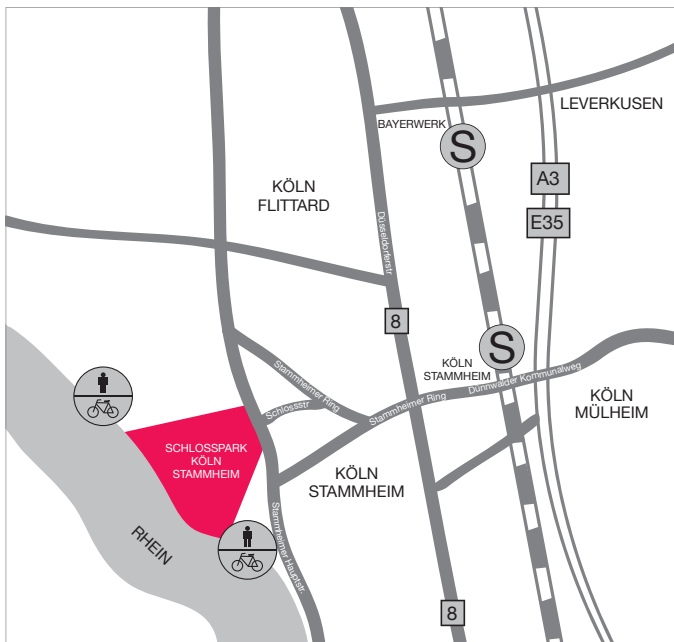 LEVERKUSEN
BAYERWERK
S
A3
KÖLN
FLITTARD
E35
Düsseldorferstr
8
S
KÖLN
STAMMHEIM
Stammheimer Ring
Dünnwalder Kommunalweg
Stammheimer Ring
KÖLN
MÜLHEIM
Schlossstr
SCHLOSSPARK
KÖLN
STAMMHEIM
KÖLN
STAMMHEIM
RHEIN
Stammheimer Hauptstr.
8